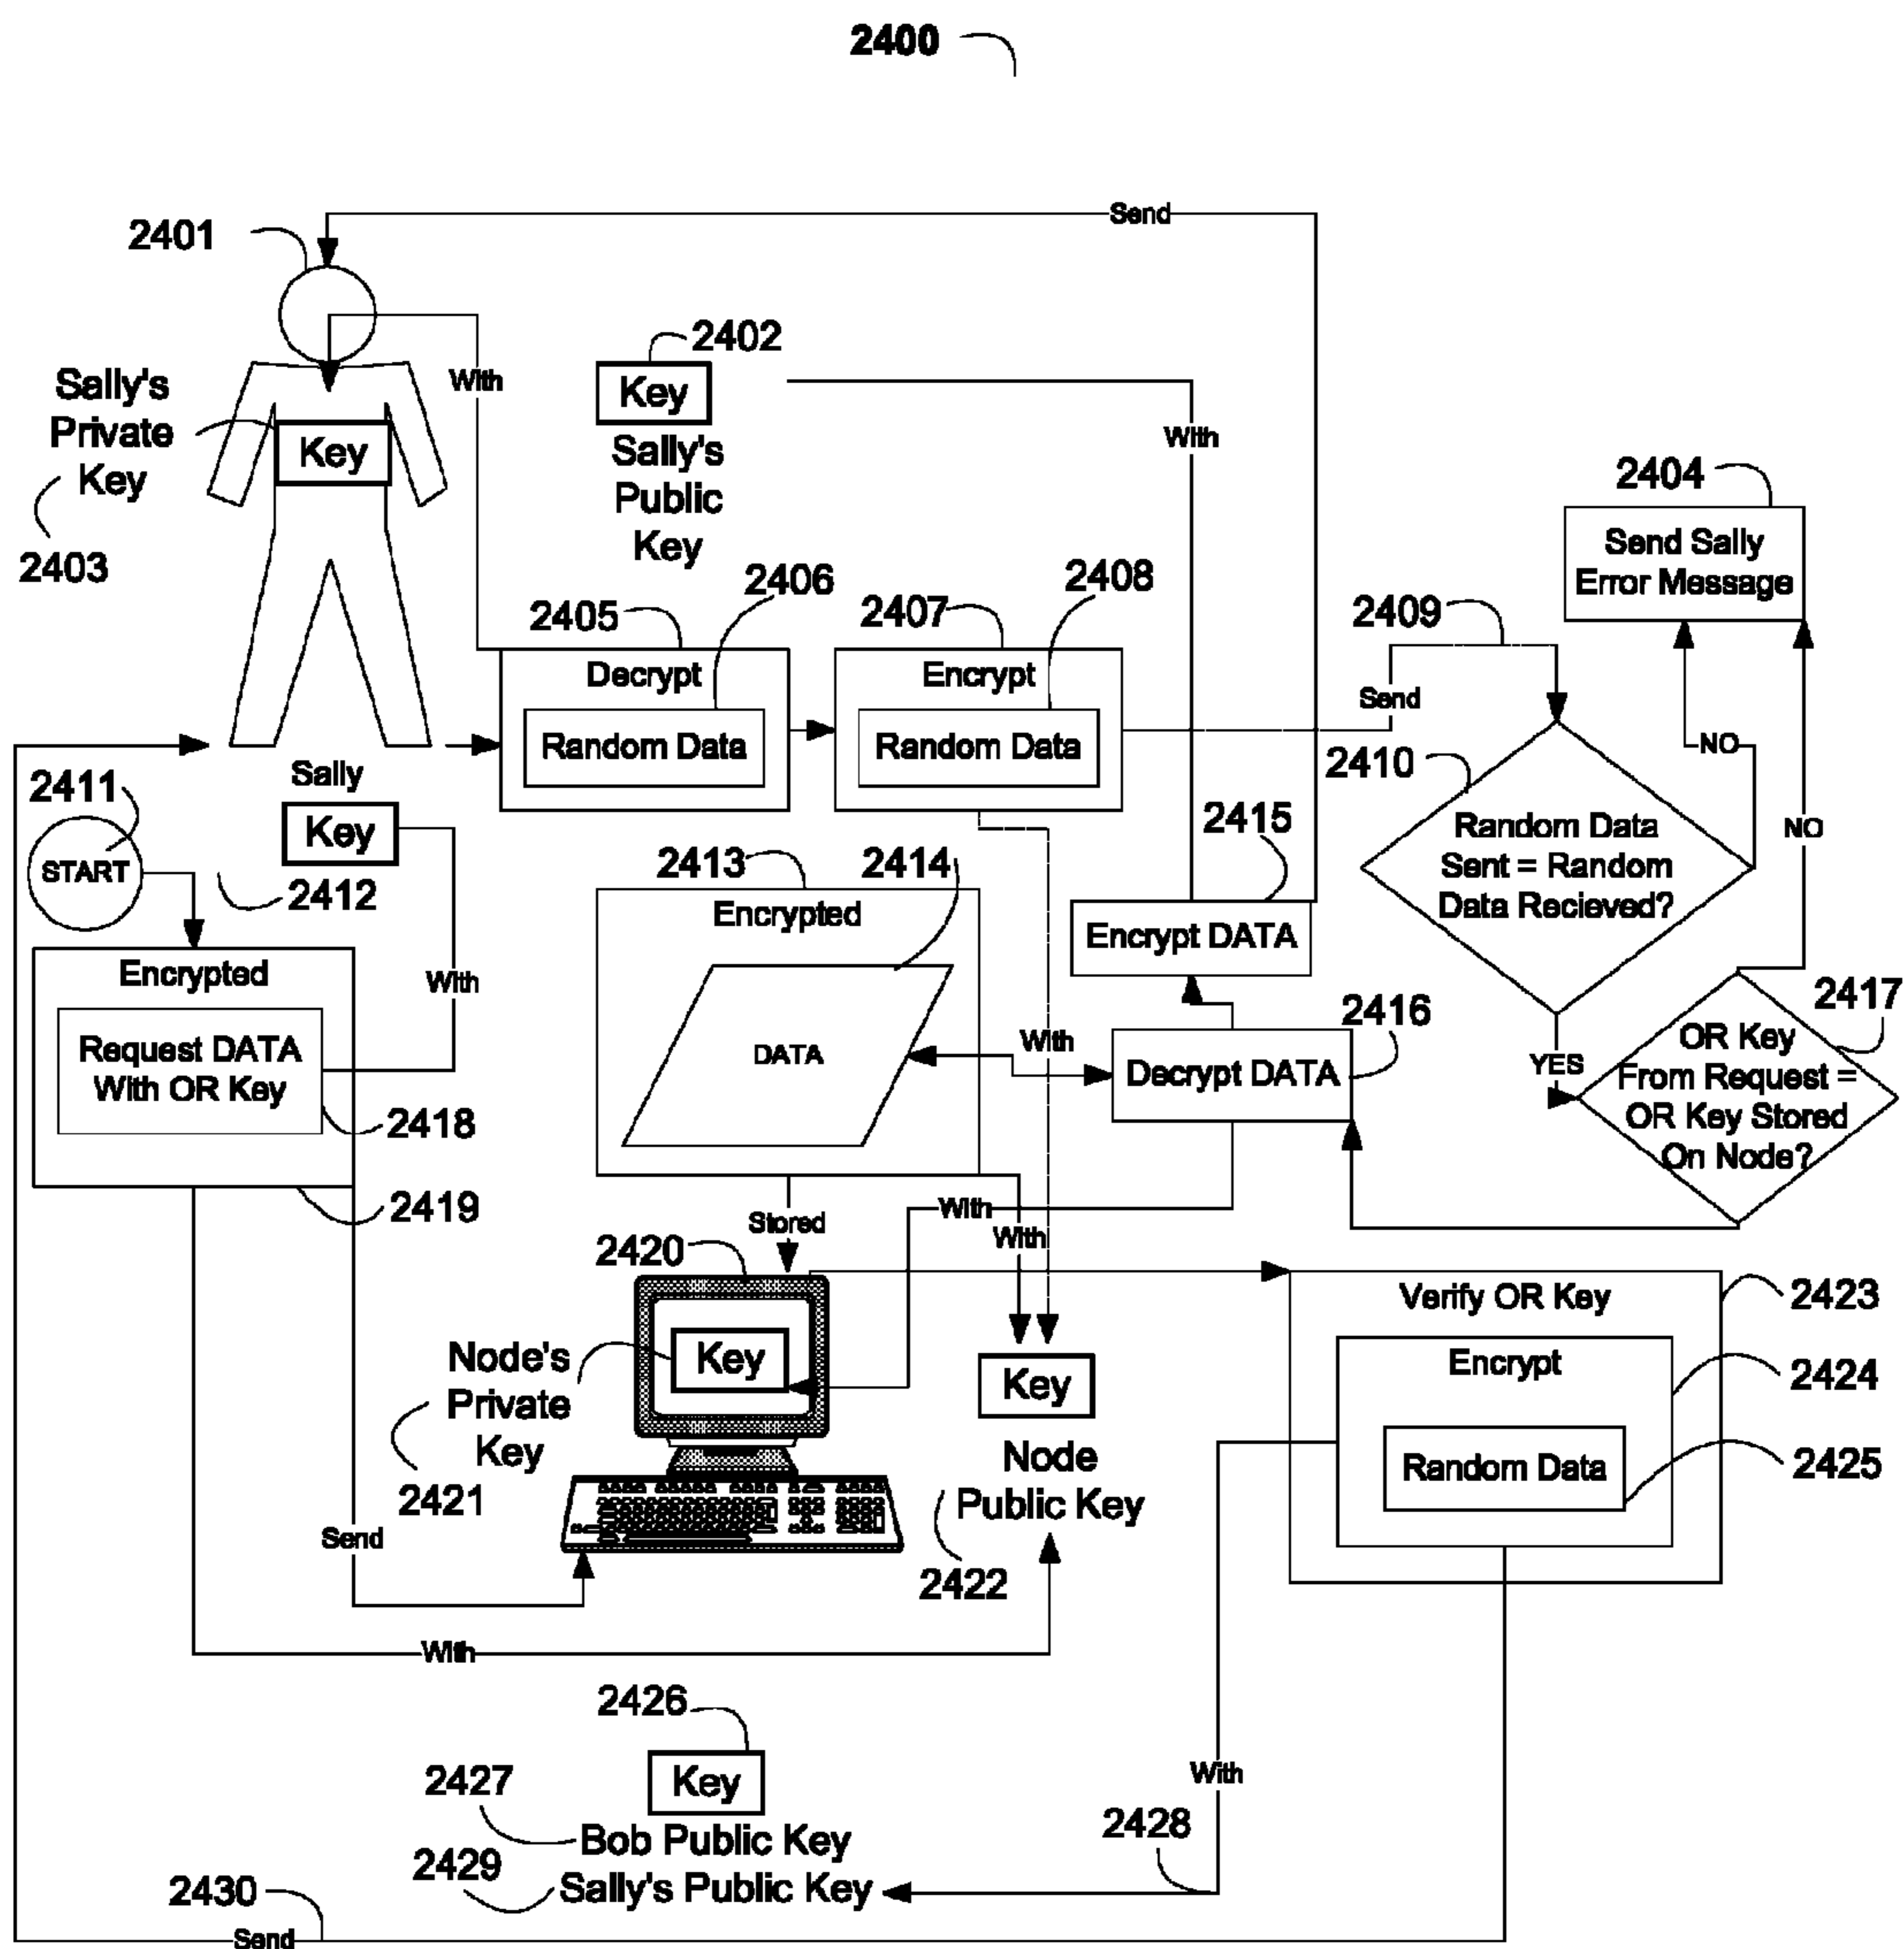 2400
Send
2401
2402
With
Key
Sally's
Private
Key
Key
Sally's
Public
Key
With
2403
2404
Send Sally
Error Message
2405
2406
2407
2408
2409
Decrypt
Random Data
Encrypt
Random Data
Send
NO
2410
Random Data
Sent = Random
Data Recieved?
NO
Sally
2411
START
Key
2412
2413
2414
2415
Encrypted
Encrypt DATA
Encrypted
Request DATA
With OR Key
With
DATA
With
2416
Decrypt DATA
YES
2417
OR Key
From Request =
OR Key Stored
On Node?
2418
2419
Stored
With
With
2420
Node's
Private
Key
Key
2421
Key
Node
Public Key
2422
Verify OR Key
2423
Encrypt
2424
Random Data
2425
Send
With
2426
Key
2427
Bob Public Key
2429
Sally's Public Key
With
2428
2430
Send